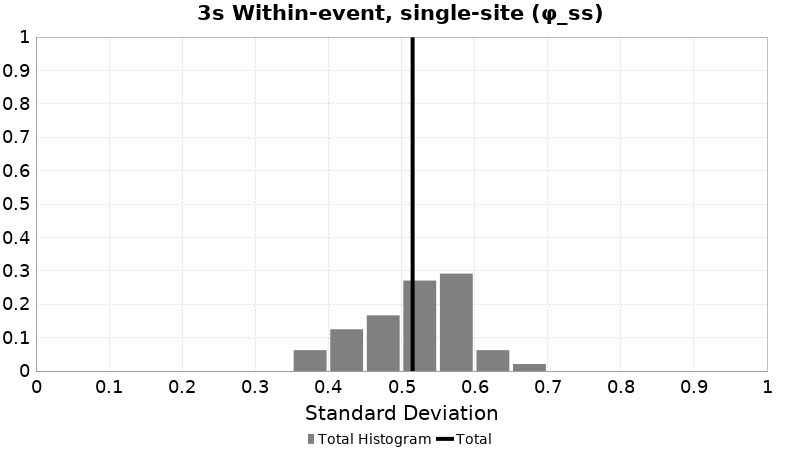 3s Within-event, single-site (φ_ss)
1
0.9
0.8
0.7
0.6
0.5
0.4
0.3
0.2
0.1
0
0 0.1 0.2 0.3 0.4 0.5 0.6 0.7 0.8 0.9 1
Standard Deviation
Total Histogram Total